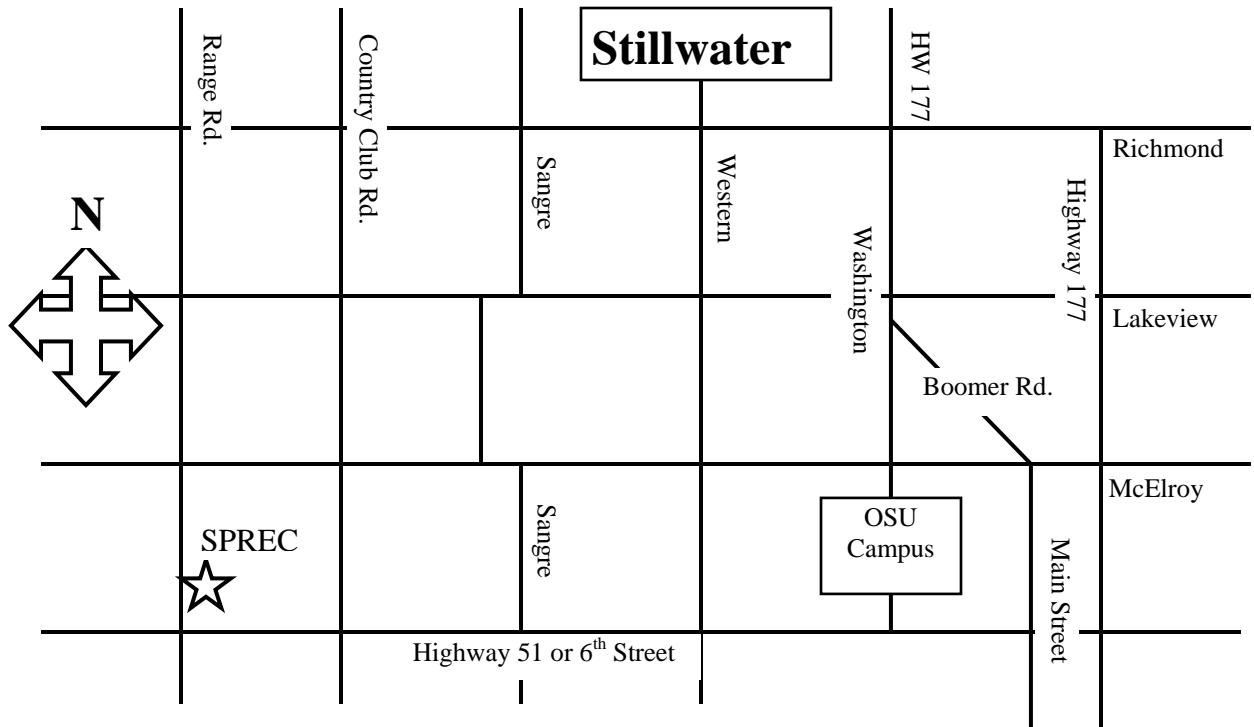 Stillwater
Range Rd.
Country Club Rd.
HW 177
Richmond
Sangre
Western
Highway 177
N
Washington
Lakeview
Boomer Rd.
McElroy
OSU
Campus
SPREC
Sangre
Main Street
Highway 51 or 6th Street